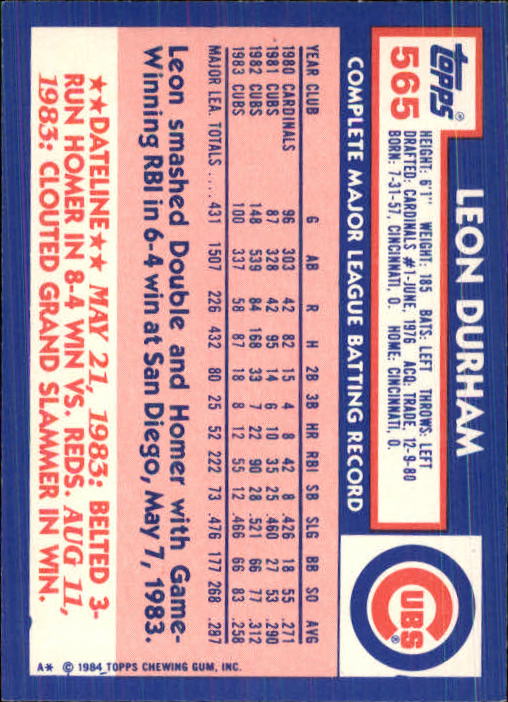 Topps®
565
LEON DURHAM
HEIGHT: 6'1" WEIGHT: 185 BATS: LEFT THROWS: LEFT
DRAFTED: CARDINALS #1-JUNE, 1976 ACQ: TRADE, 12-9-80
BORN: 7-31-57, CINCINNATI, O. HOME: CINCINNATI, O.
CUBS®
COMPLETE MAJOR LEAGUE BATTING RECORD
YEAR CLUB G AB R H 2B 3B HR RBI SB SLG BB SO AVG
1980 CARDINALS 96 303 42 82 15 4 8 42 8 .426 18 55 .271
1981 CUBS 87 328 42 95 14 6 10 35 25 .460 27 53 .290
1982 CUBS 148 539 84 168 33 7 22 90 28 .521 66 77 .312
1983 CUBS 100 337 58 87 18 8 12 55 12 .466 66 83 .258
MAJOR LEA. TOTALS ..... 431 1507 226 432 80 25 52 222 73 .476 177 268 .287
Leon smashed Double and Homer with Game-
Winning RBI in 6-4 win at San Diego, May 7, 1983.
★★DATELINE★★ MAY 21, 1983: BELTED 3-
RUN HOMER IN 8-4 WIN VS. REDS. AUG 11,
1983: CLOUTED GRAND SLAMMER IN WIN.
A* © 1984 TOPPS CHEWING GUM, INC.